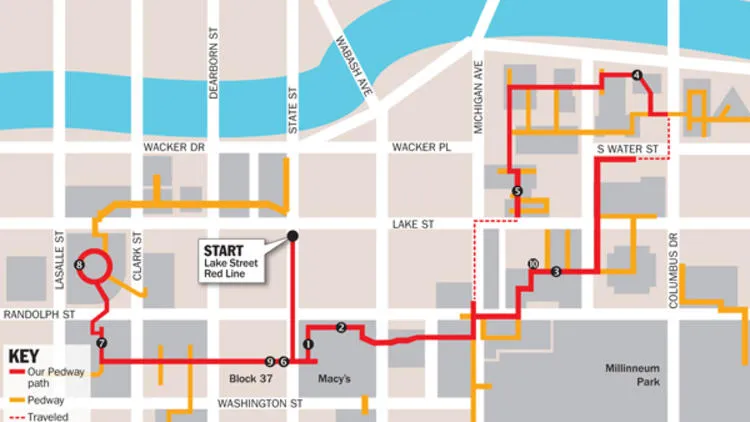 DEARBORN ST
STATE ST
WABASH AVE
MICHIGAN AVE
4
WACKER DR
WACKER PL
S WATER ST
5
LAKE ST
LASALLE ST
CLARK ST
START
Lake Street
Red Line
8
10
3
COLUMBUS DR
RANDOLPH ST
7
1
2
9
6
KEY
Our Pedway
path
Pedway
Traveled
Block 37
Macy's
WASHINGTON ST
Millinneum
Park